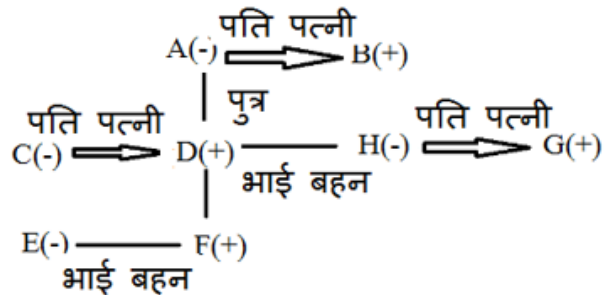 पति पत्नी
A(-) B(+)
पुत्र
पति पत्नी पति पत्नी
C(-) D(+) H(-) G(+)
भाई बहन
E(-) F(+)
भाई बहन